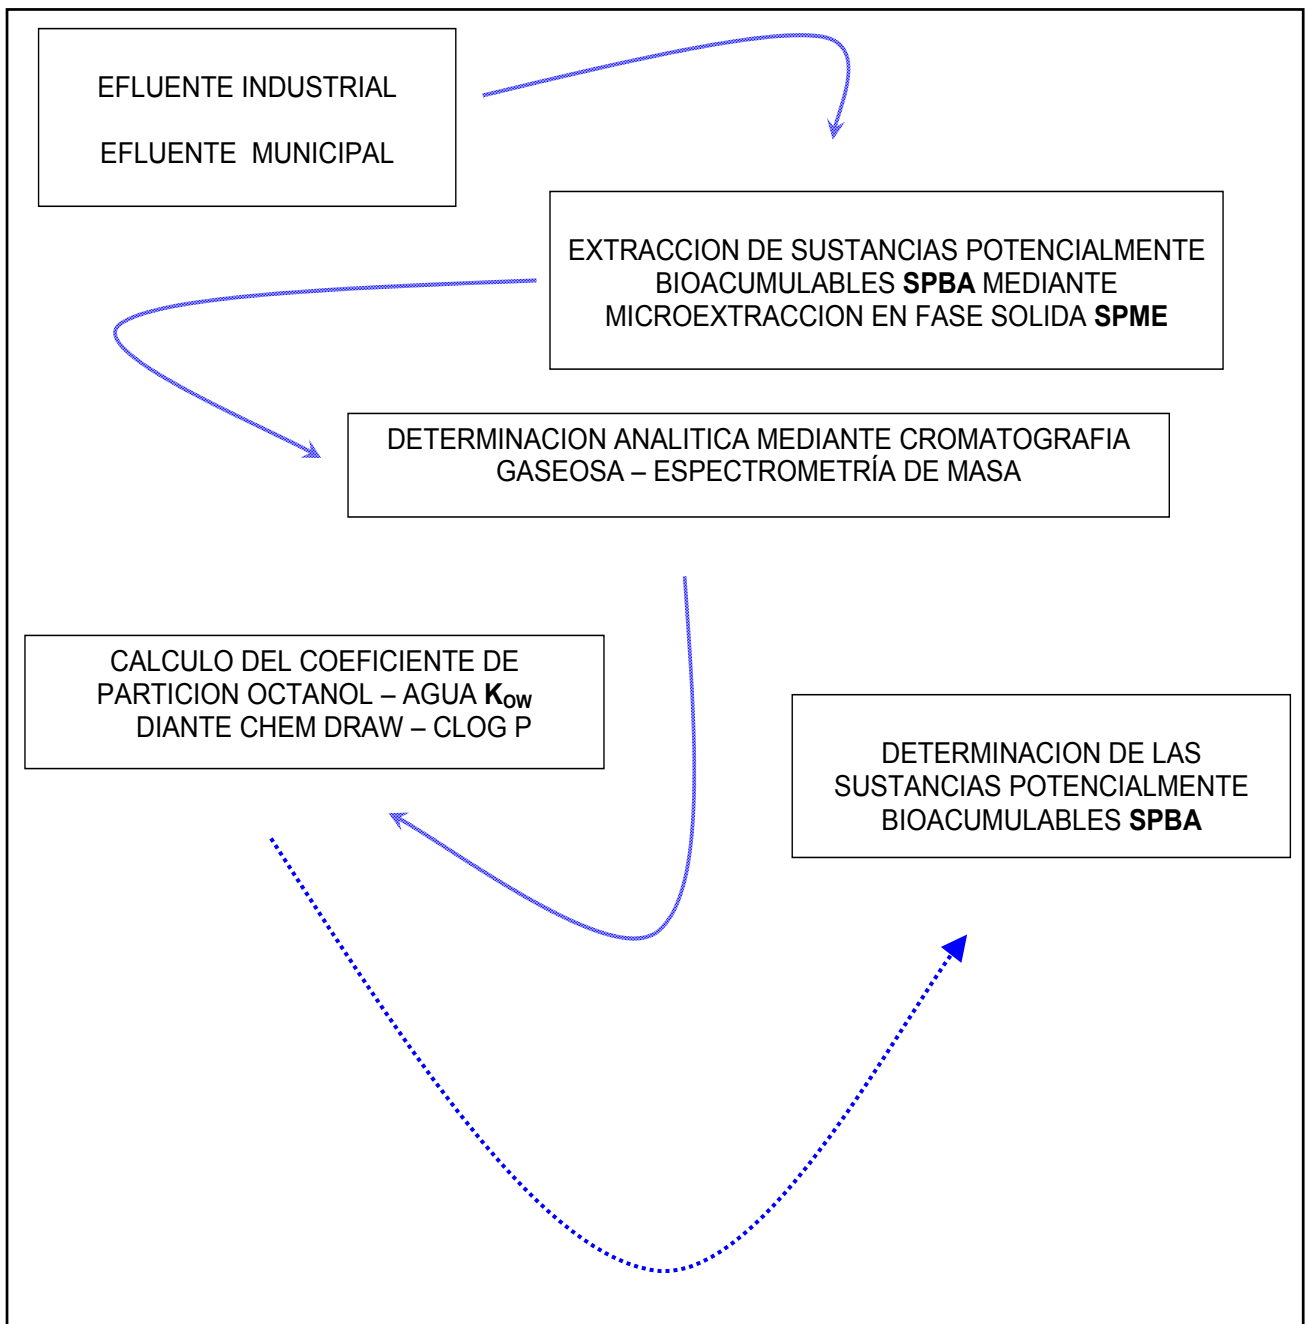 EFLUENTE INDUSTRIAL
EFLUENTE MUNICIPAL
EXTRACCION DE SUSTANCIAS POTENCIALMENTE
BIOACUMULABLES SPBA MEDIANTE
MICROEXTRACCION EN FASE SOLIDA SPME
DETERMINACION ANALITICA MEDIANTE CROMATOGRAFIA
GASEOSA – ESPECTROMETRÍA DE MASA
CALCULO DEL COEFICIENTE DE
PARTICION OCTANOL – AGUA KOW
DIANTE CHEM DRAW – CLOG P
DETERMINACION DE LAS
SUSTANCIAS POTENCIALMENTE
BIOACUMULABLES SPBA